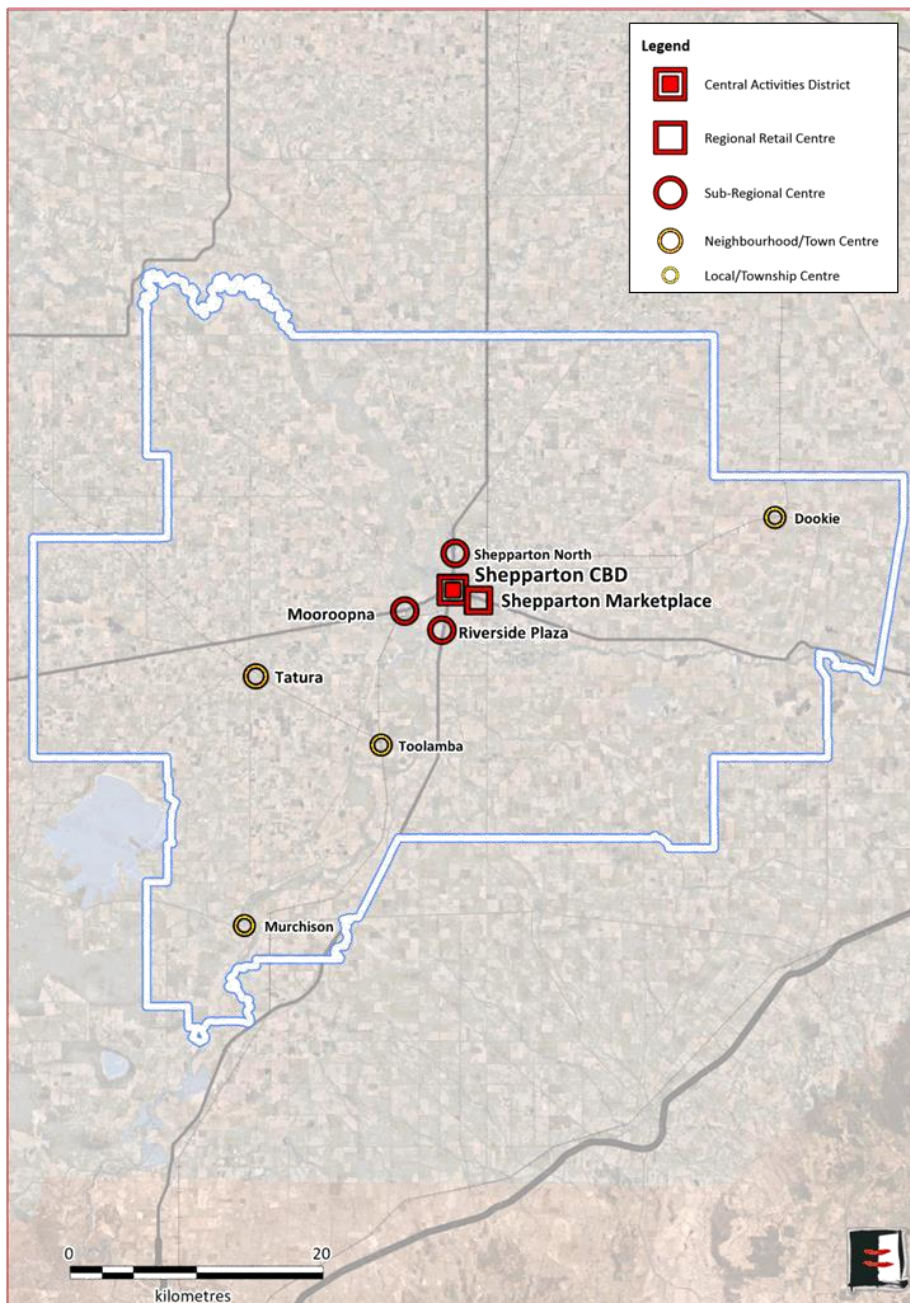 Legend
Central Activities District
Regional Retail Centre
Sub-Regional Centre
Neighbourhood/Town Centre
Local/Township Centre
Dookie
Shepparton North
Shepparton CBD
Shepparton Marketplace
Mooroopna
Riverside Plaza
Tatura
Toolamba
Murchison
0 20
kilometres